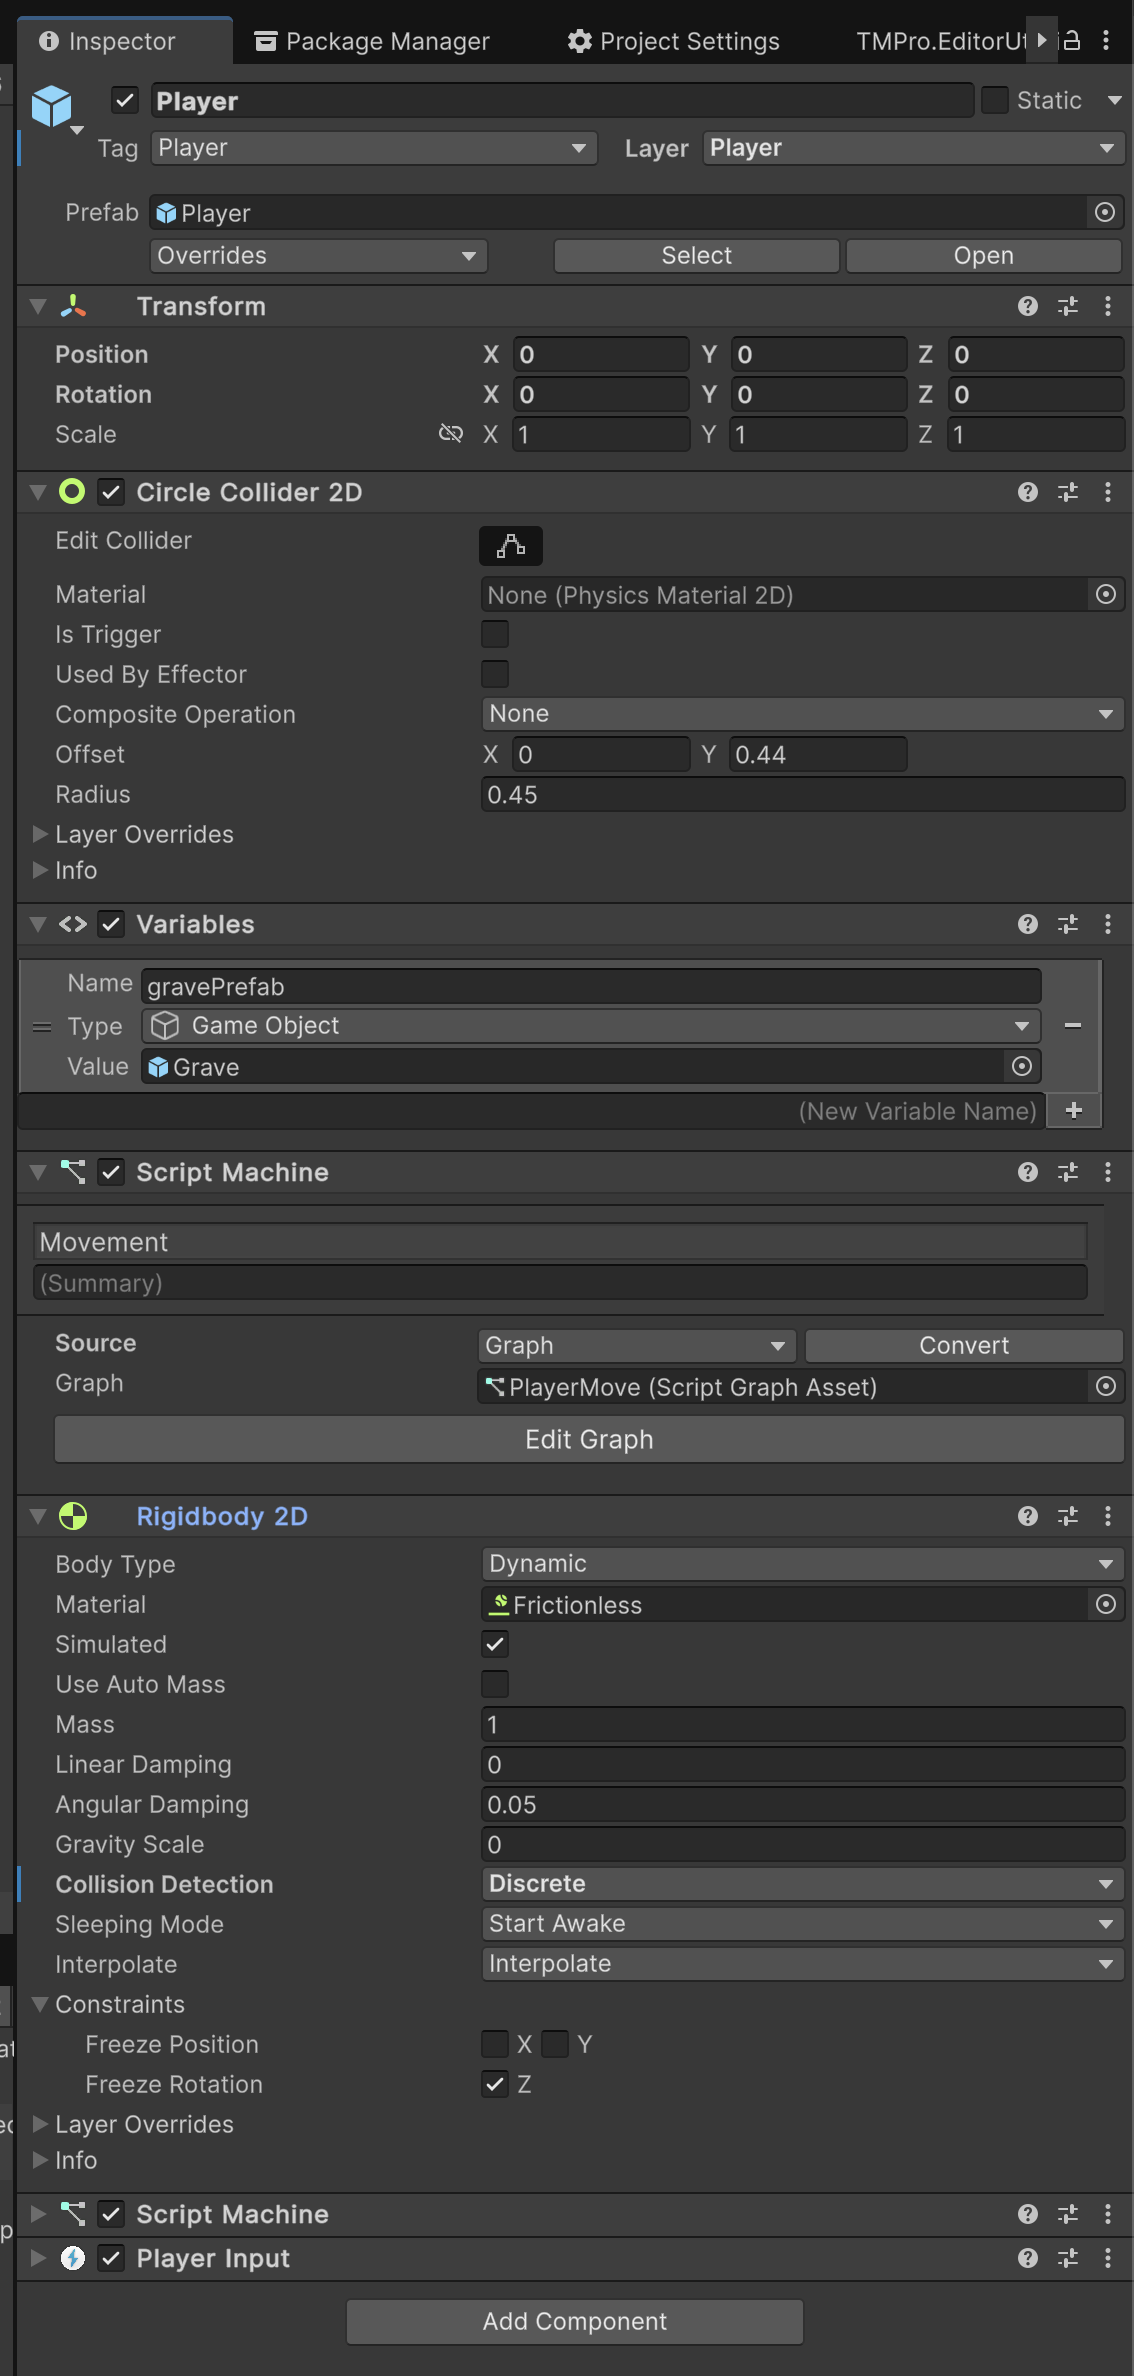 Inspector Package Manager Project Settings TMPro.EditorUt
Player Static
Tag Player Layer Player
Prefab Player
Overrides Select Open
Transform
Position X 0 Y 0 Z 0
Rotation X 0 Y 0 Z 0
Scale X 1 Y 1 Z 1
Circle Collider 2D
Edit Collider
Material None (Physics Material 2D)
Is Trigger
Used By Effector
Composite Operation None
Offset X 0 Y 0.44
Radius 0.45
Layer Overrides
Info
Variables
Name gravePrefab
Type Game Object
Value Grave
(New Variable Name)
Script Machine
Movement
(Summary)
Source Graph Convert
Graph PlayerMove (Script Graph Asset)
Edit Graph
Rigidbody 2D
Body Type Dynamic
Material Frictionless
Simulated
Use Auto Mass
Mass 1
Linear Damping 0
Angular Damping 0.05
Gravity Scale 0
Collision Detection Discrete
Sleeping Mode Start Awake
Interpolate Interpolate
Constraints
Freeze Position X Y
Freeze Rotation Z
Layer Overrides
Info
Script Machine
Player Input
Add Component